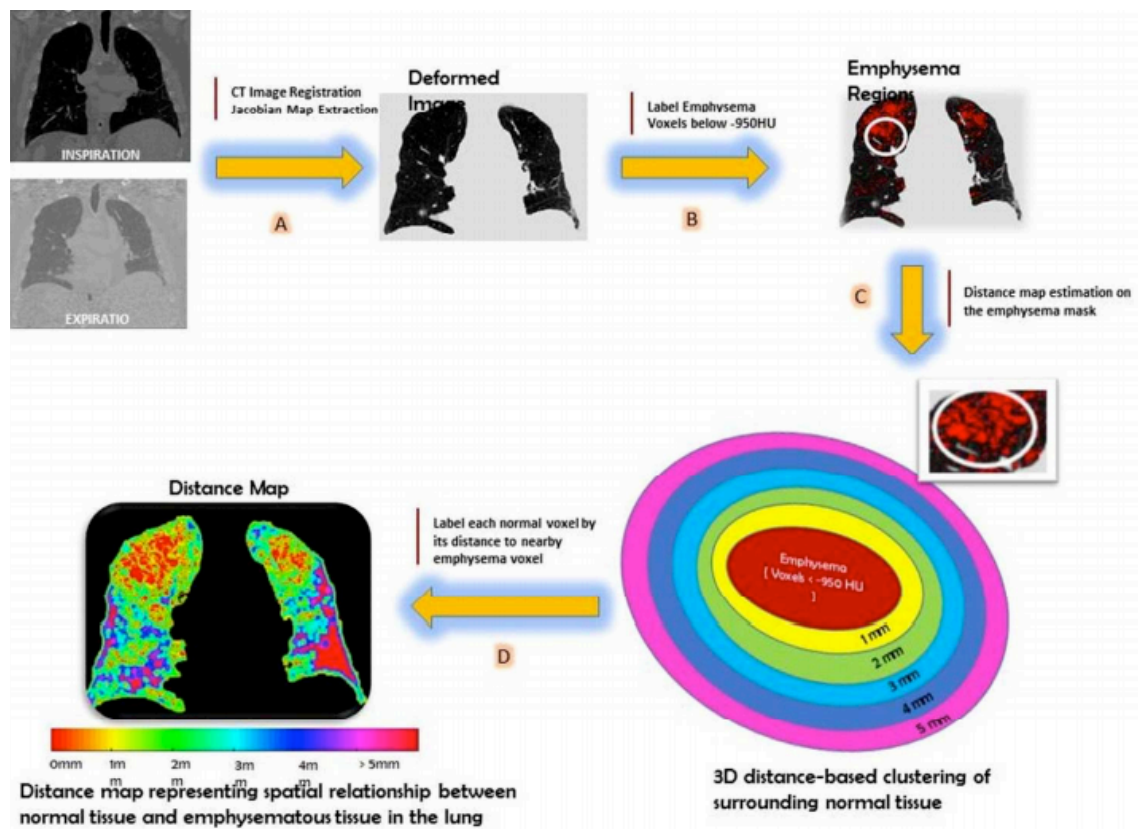 INSPIRATION
EXPIRATIO
CT Image Registration
Jacobian Map Extraction
A
Deformed
Image
Label Emphysema
Voxels below -950HU
B
Emphysema
Regions
C
Distance map estimation on
the emphysema mask
Emphysema
[ Voxels < -950 HU
]
1 mm
2 mm
3 mm
4 mm
5 mm
3D distance-based clustering of
surrounding normal tissue
Label each normal voxel by
its distance to nearby
emphysema voxel
D
Distance Map
0mm 1m 2m 3m 4m > 5mm
m m m m
Distance map representing spatial relationship between
normal tissue and emphysematous tissue in the lung